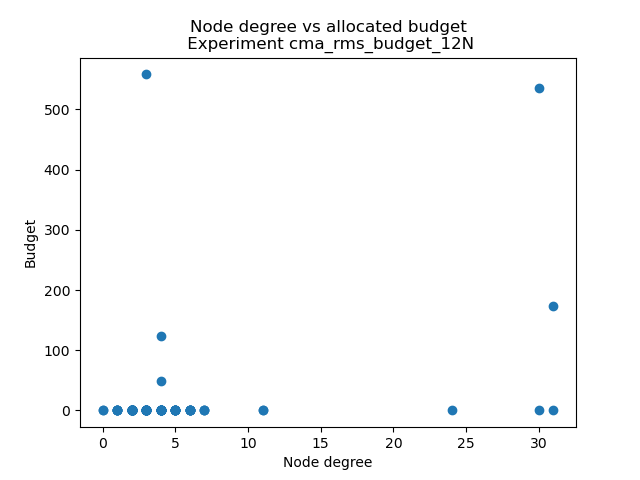 Node degree vs allocated budget
Experiment cma_rms_budget_12N
500
400
300
200
100
0
Budget
0 5 10 15 20 25 30
Node degree